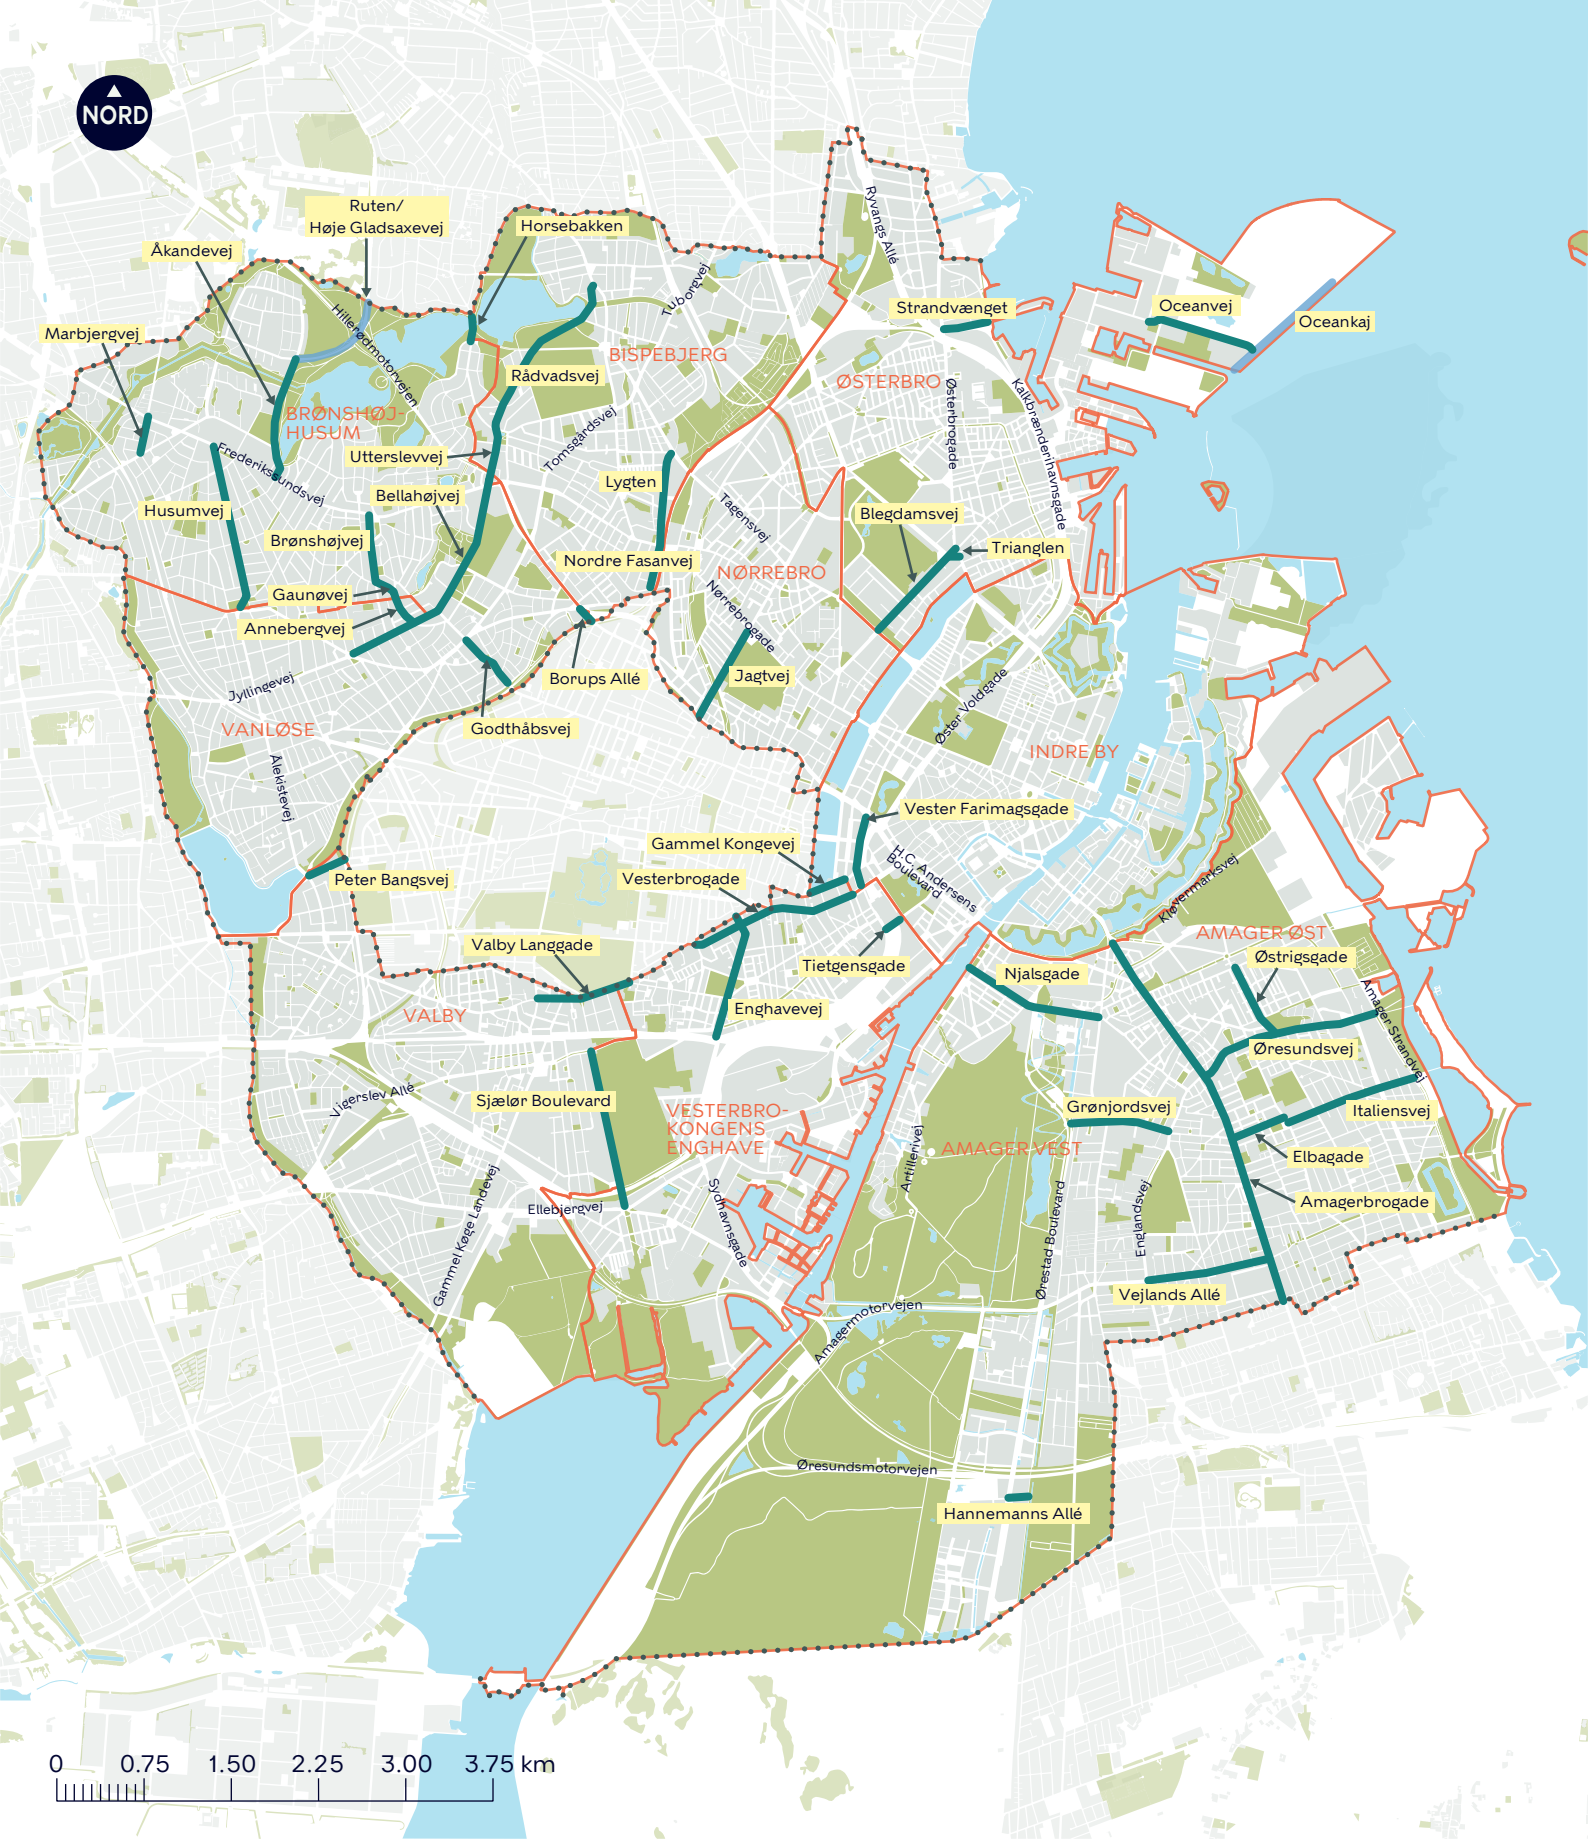 NORD
Ruten/
Høje Gladsaxevej
Horsebakken
Åkandevej
Ryvangs Allé
Tuborgvej
Marbjergvej
Hillerødmotorvejen
Strandvænget
Oceanvej
Oceankaj
BISPEBJERG
Rådvadsvej
ØSTERBRO
Østerbrogade
Kalkbrænderihavnsgade
BRØNSHØJ-
HUSUM
Frederikssundsvej
Utterslevvej
Tomsgårdsvej
Bellahøjvej
Lygten
Tagensvej
Husumvej
Blegdamsvej
Brønshøjvej
Trianglen
Nordre Fasanvej
NØRREBRO
Nørrebrogade
Gaunøvej
Annebergvej
Jyllingevej
Borups Allé
Jagtvej
Godthåbsvej
Øster Voldgade
VANLØSE
INDRE BY
Ålekistevej
Vester Farimagsgade
Gammel Kongevej
H.C. Andersens
Boulevard
Vesterbrogade
Peter Bangsvej
Kløvermarksvej
AMAGER ØST
Valby Langgade
Tietgensgade
Njalsgade
Østrigsgade
Amager Strandvej
VALBY
Enghavevej
Øresundsvej
Vigerslev Allé
Sjælør Boulevard
VESTERBRO-
KONGENS
ENGHAVE
Grønjordsvej
Italiensvej
Artillerivej
AMAGER VEST
Elbagade
Gammel Køge Landevej
Ellebjergvej
Sydhavnsgade
Ørestad Boulevard
Englandsvej
Amagerbrogade
Vejlands Allé
Amagermotorvejen
Øresundsmotorvejen
Hannemanns Allé
0 0.75 1.50 2.25 3.00 3.75 km